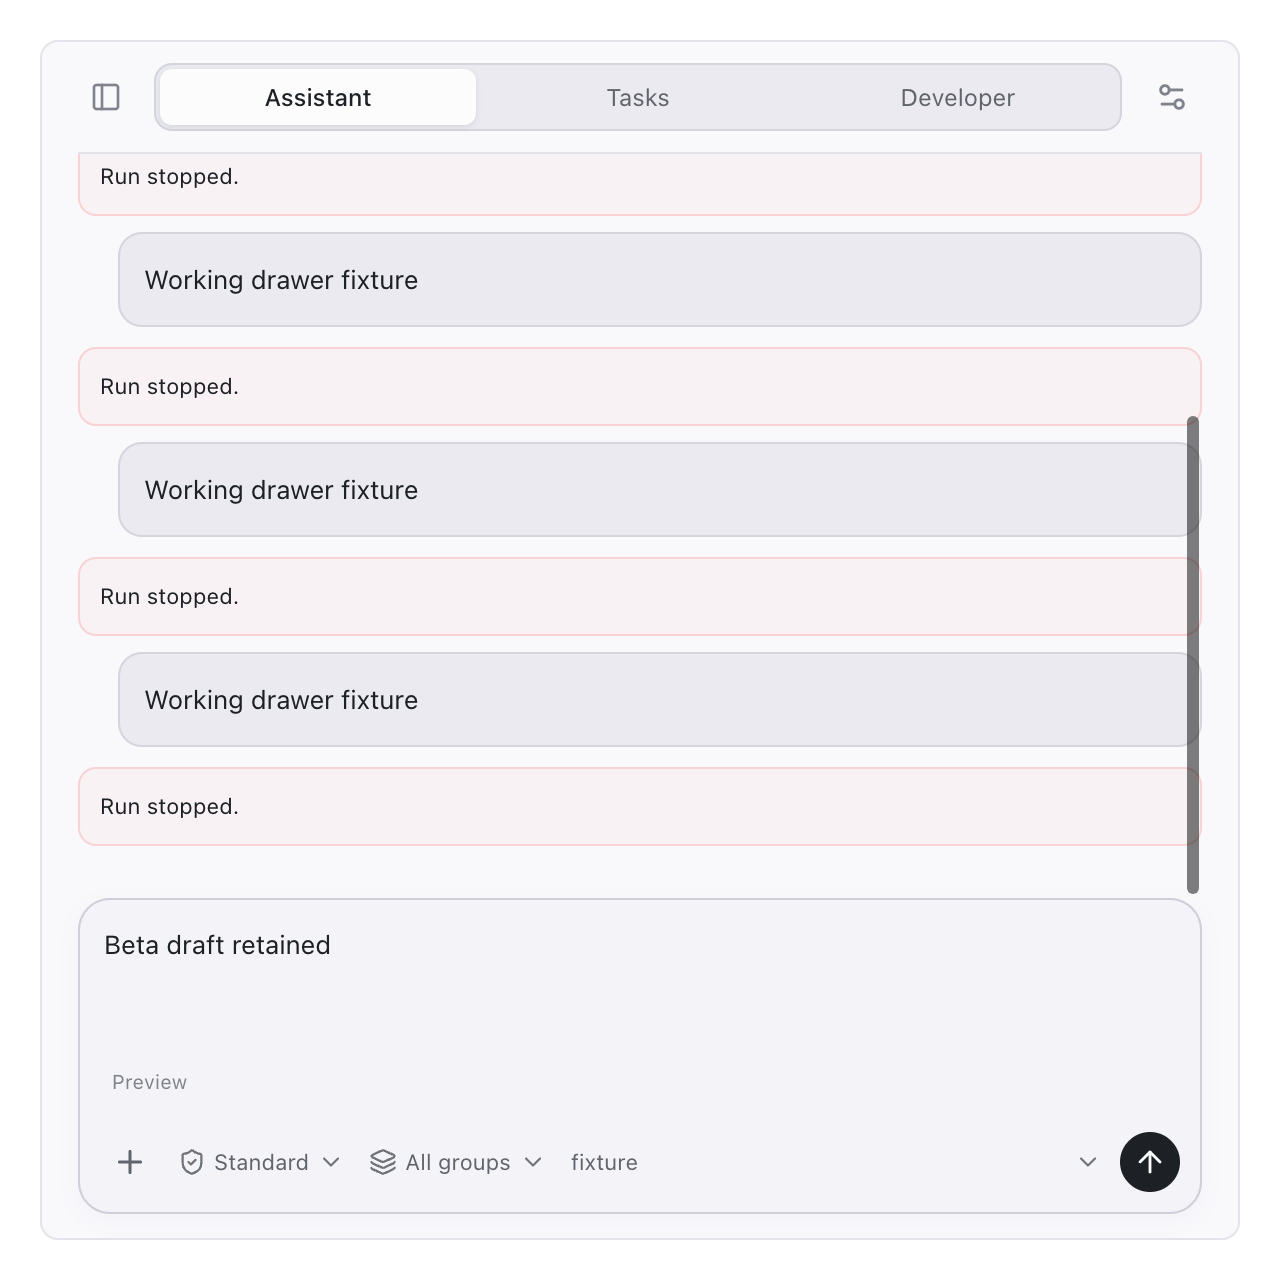 Assistant
Tasks
Developer
Run stopped.
Working drawer fixture
Run stopped.
Working drawer fixture
Run stopped.
Working drawer fixture
Run stopped.
Beta draft retained
Preview
Standard
All groups
fixture